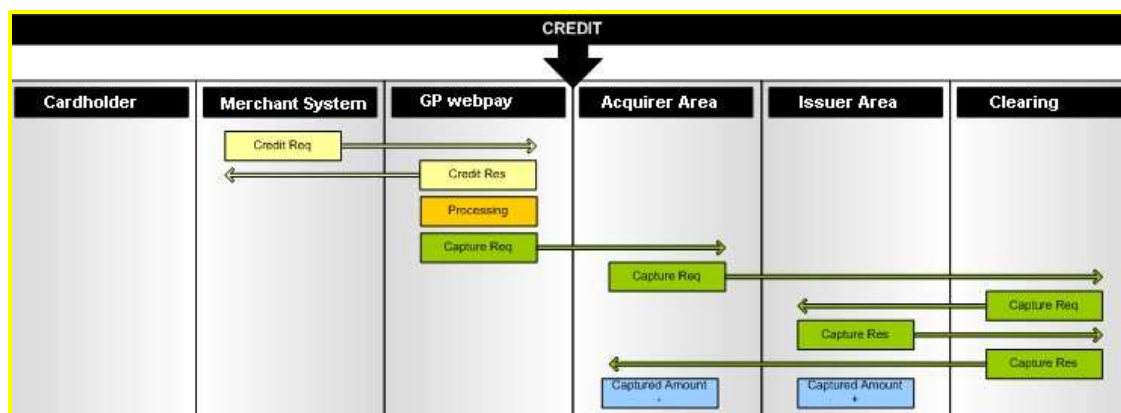 CREDIT
Cardholder Merchant System GP webpay Acquirer Area Issuer Area Clearing
Credit Req
Credit Res
Processing
Capture Req
Capture Req
Capture Req
Capture Res
Capture Res
Captured Amount
-
Captured Amount
+